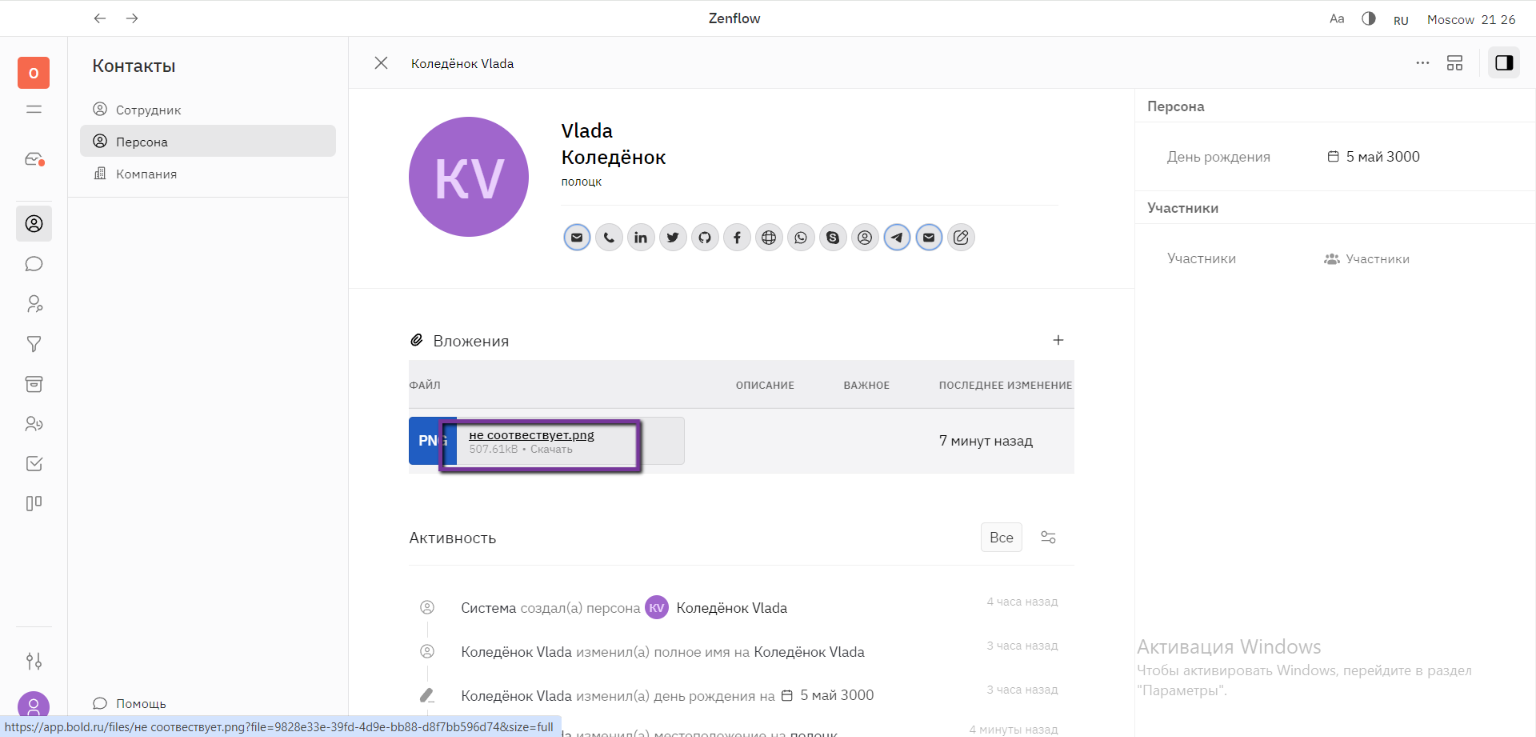 Zenflow
Aa RU Moscow 21 26
O
Контакты
Сотрудник
Персона
Компания
Коледёнок Vlada
KV
Vlada
Коледёнок
полоцк
Вложения
ФАЙЛ ОПИСАНИЕ ВАЖНОЕ ПОСЛЕДНЕЕ ИЗМЕНЕНИЕ
PNG
не соотвествует.png
507.61kB • Скачать
7 минут назад
Активность
Все
Система создал(а) персона KV Коледёнок Vlada
4 часа назад
Коледёнок Vlada изменил(а) полное имя на Коледёнок Vlada
3 часа назад
Коледёнок Vlada изменил(а) день рождения на 5 май 3000
3 часа назад
изменил(а) местоположение на полоцк
4 минуты назад
Персона
День рождения 5 май 3000
Участники
Участники Участники
Активация Windows
Чтобы активировать Windows, перейдите в раздел
"Параметры".
Помощь
https://app.bold.ru/files/не соотвествует.png?file=9828e33e-39fd-4d9e-bb88-d8f7bb596d74&size=full